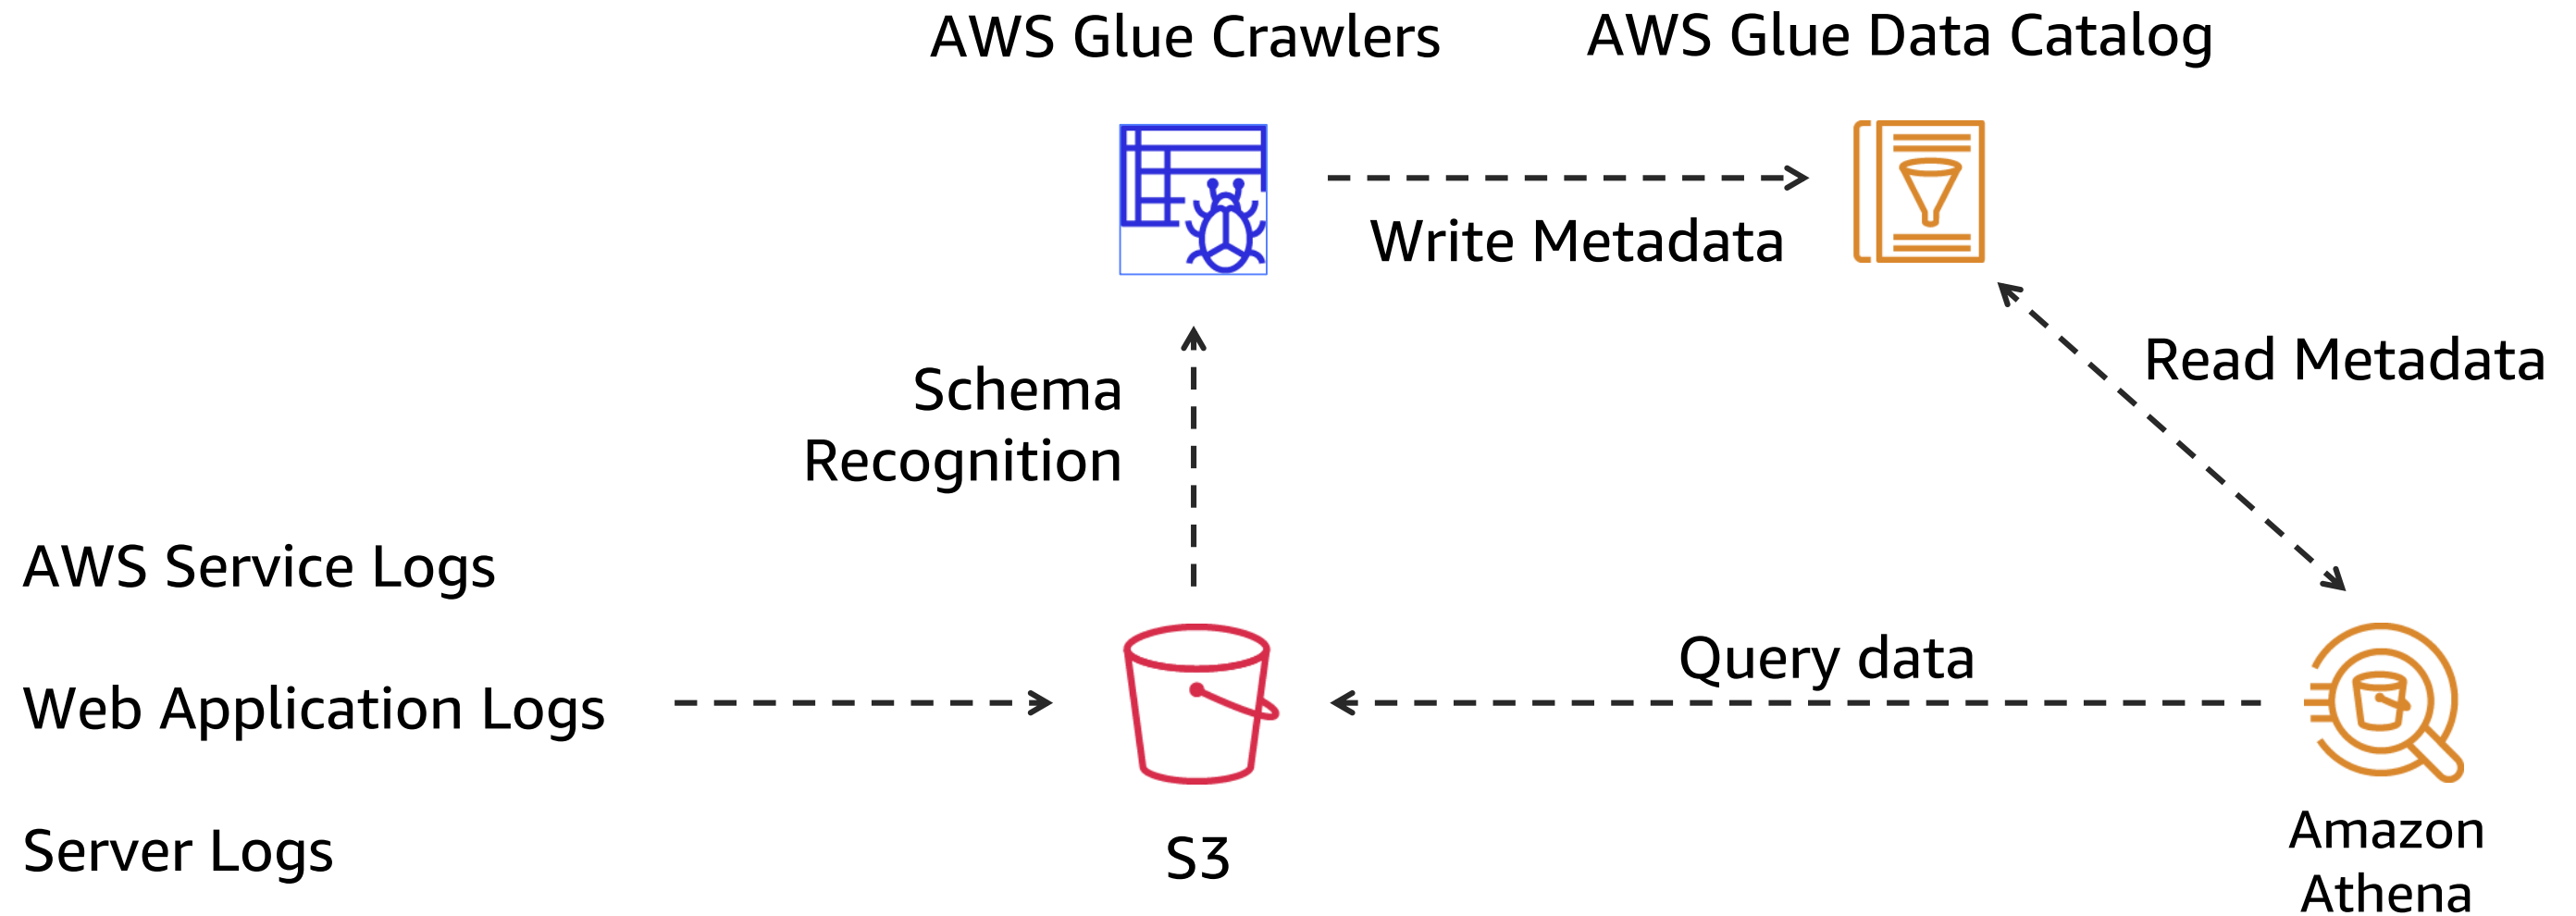 AWS Glue Crawlers
AWS Glue Data Catalog
Write Metadata
Read Metadata
Schema
Recognition
AWS Service Logs
Web Application Logs
Server Logs
Query data
S3
Amazon
Athena